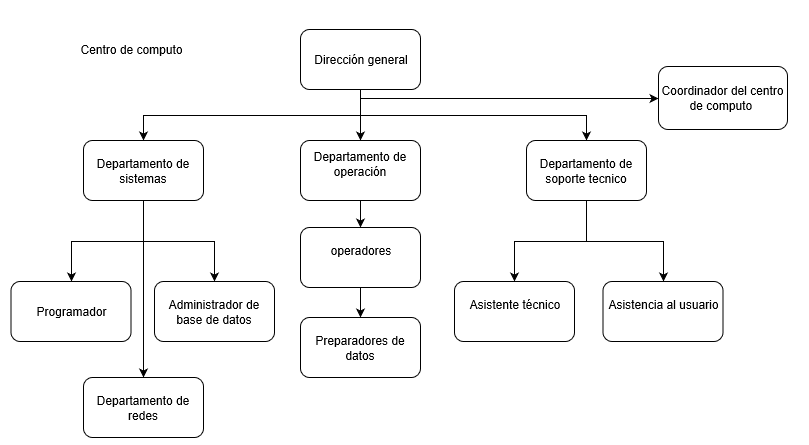 Centro de computo
Dirección general
Coordinador del centro
de computo
Departamento de
sistemas
Departamento de
operación
Departamento de
soporte tecnico
operadores
Programador
Administrador de
base de datos
Asistente técnico
Asistencia al usuario
Preparadores de
datos
Departamento de
redes